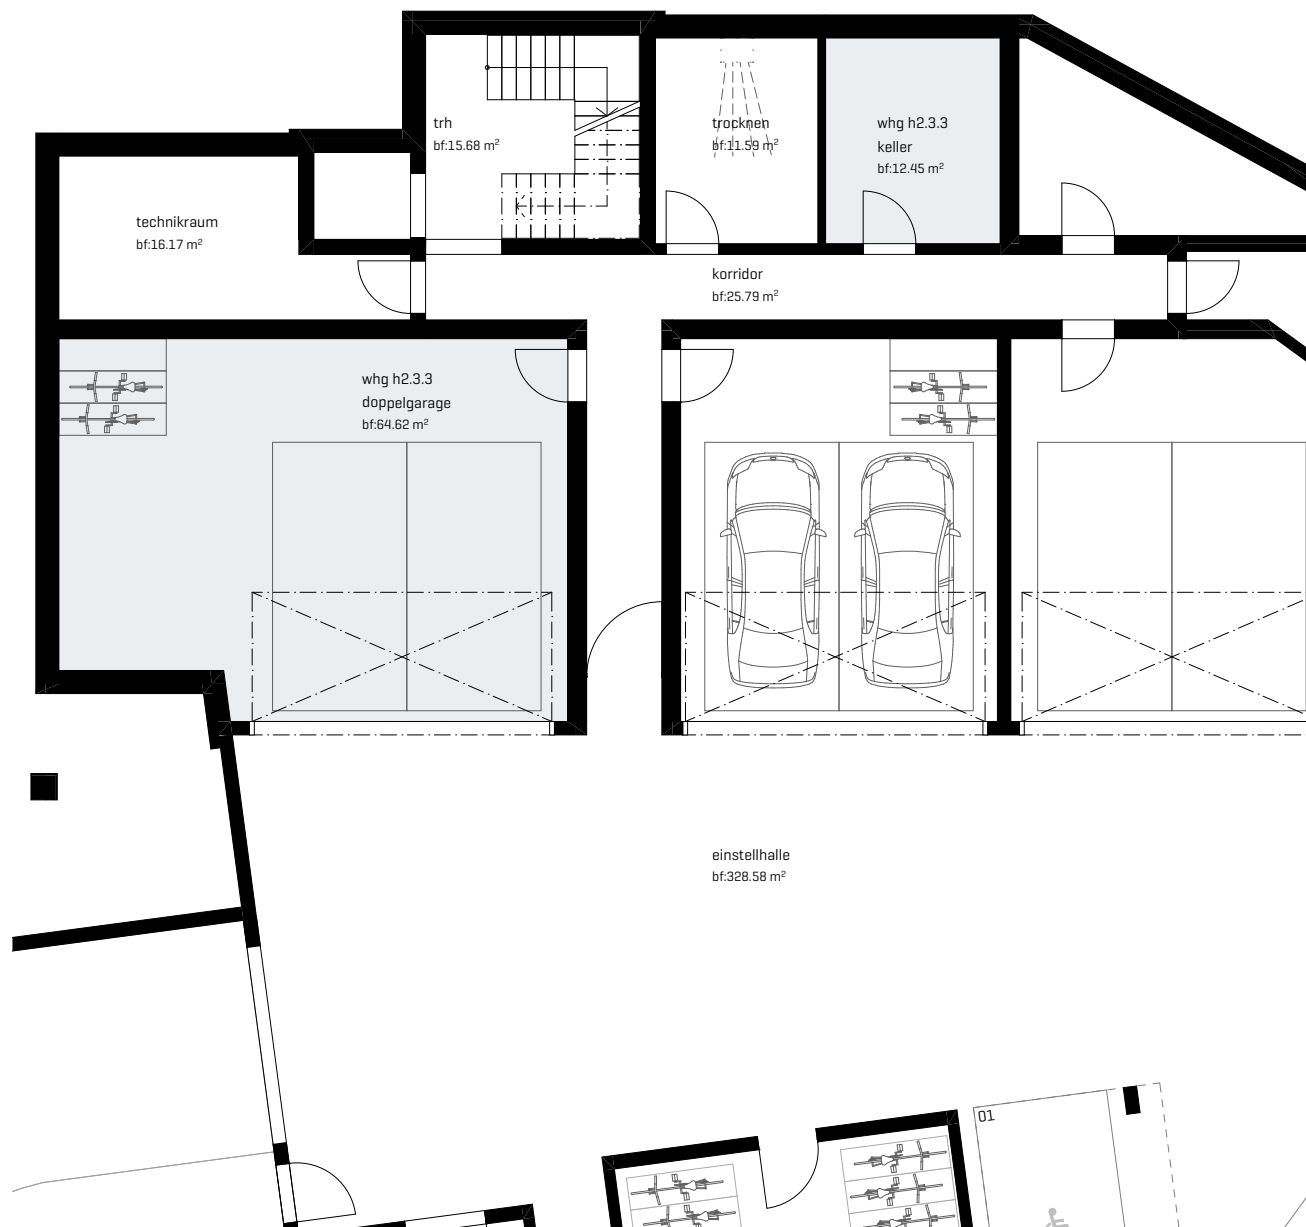 trh
bf:15.68 m²
trocknen
bf:11.59 m²
whg h2.3.3
keller
bf:12.45 m²
technikraum
bf:16.17 m²
korridor
bf:25.79 m²
whg h2.3.3
doppelgarage
bf:64.62 m²
einstellhalle
bf:328.58 m²
01